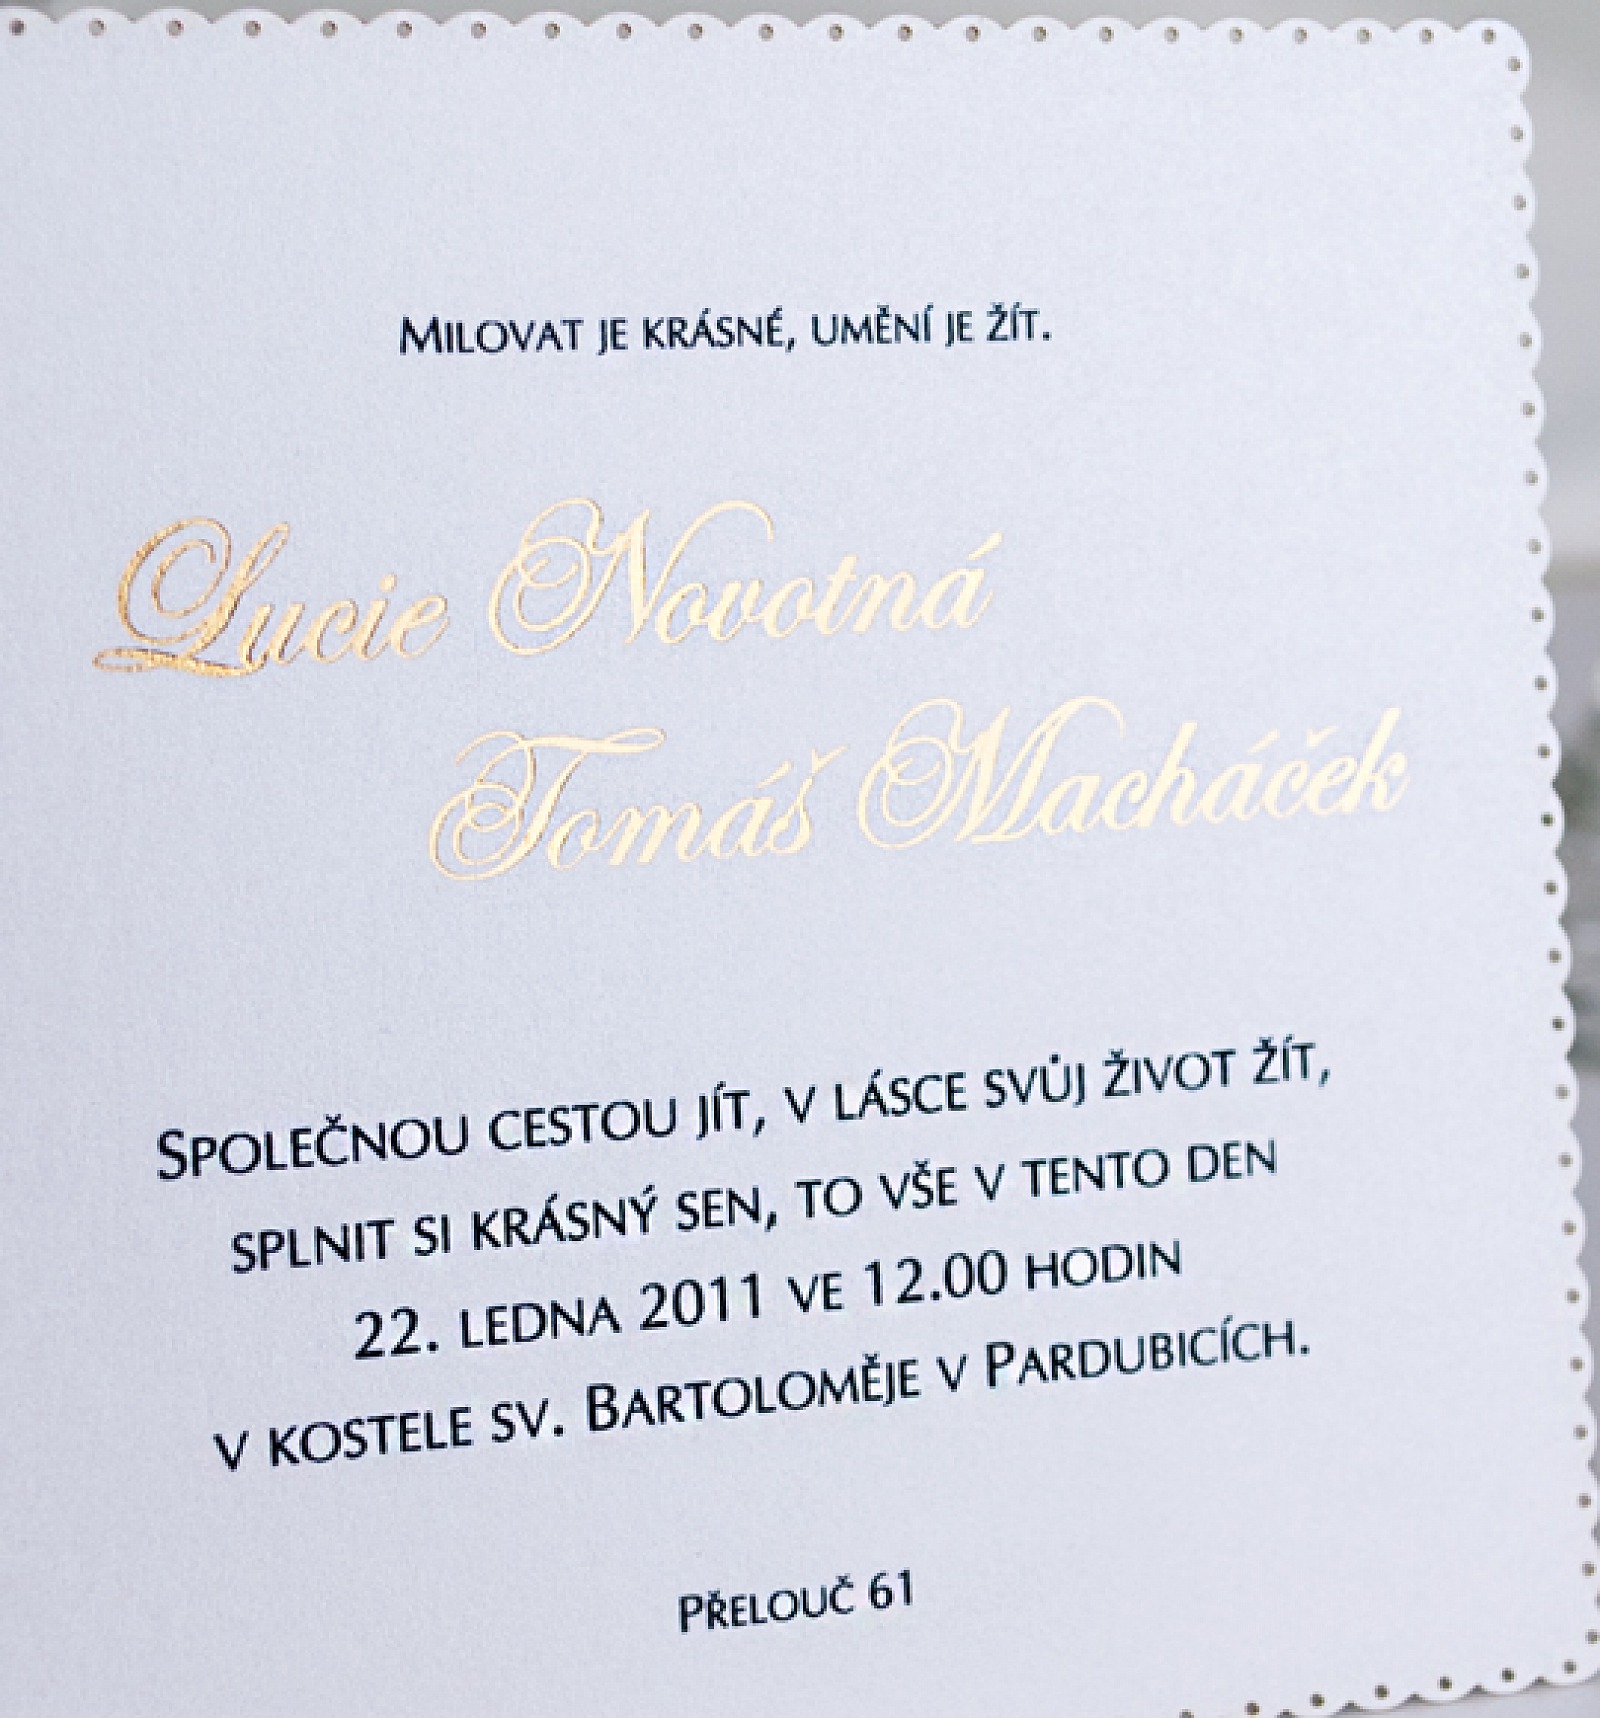 Milovat je krásné, umění je žít.
Lucie Novotná
Tomáš Macháček
Společnou cestou jít, v lásce svůj život žít,
splnit si krásný sen, to vše v tento den
22. ledna 2011 ve 12.00 hodin
v kostele sv. Bartoloměje v Pardubicích.
Přelouč 61